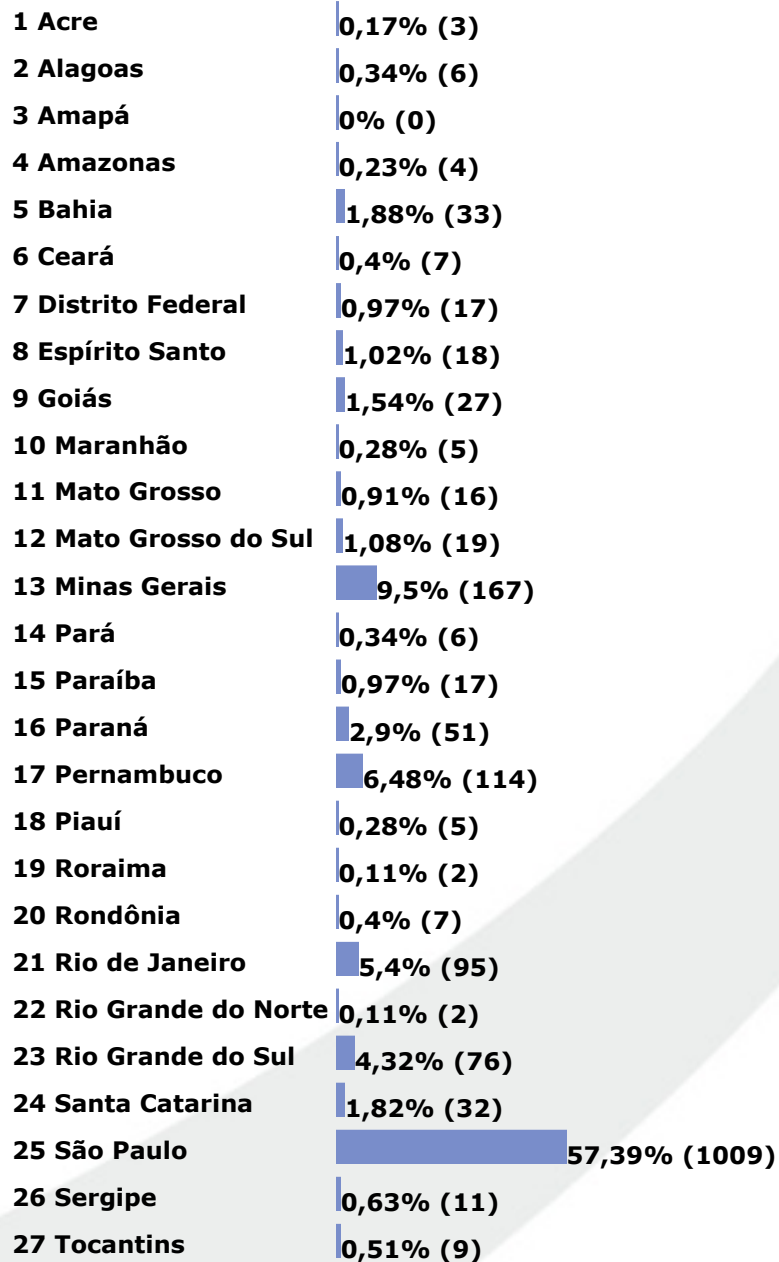 1 Acre 0,17% (3)
2 Alagoas 0,34% (6)
3 Amapá 0% (0)
4 Amazonas 0,23% (4)
5 Bahia 1,88% (33)
6 Ceará 0,4% (7)
7 Distrito Federal 0,97% (17)
8 Espírito Santo 1,02% (18)
9 Goiás 1,54% (27)
10 Maranhão 0,28% (5)
11 Mato Grosso 0,91% (16)
12 Mato Grosso do Sul 1,08% (19)
13 Minas Gerais 9,5% (167)
14 Pará 0,34% (6)
15 Paraíba 0,97% (17)
16 Paraná 2,9% (51)
17 Pernambuco 6,48% (114)
18 Piauí 0,28% (5)
19 Roraima 0,11% (2)
20 Rondônia 0,4% (7)
21 Rio de Janeiro 5,4% (95)
22 Rio Grande do Norte 0,11% (2)
23 Rio Grande do Sul 4,32% (76)
24 Santa Catarina 1,82% (32)
25 São Paulo 57,39% (1009)
26 Sergipe 0,63% (11)
27 Tocantins 0,51% (9)